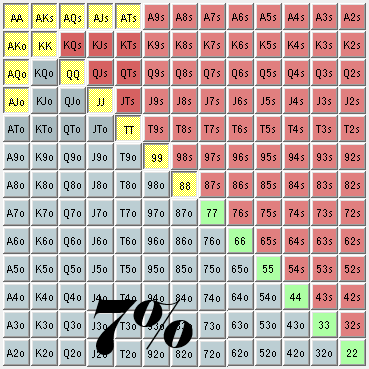 AA AKs AQs AJs ATs A9s A8s A7s A6s A5s A4s A3s A2s
AKo KK KQs KJs KTs K9s K8s K7s K6s K5s K4s K3s K2s
AQo KQo QQ QJs QTs Q9s Q8s Q7s Q6s Q5s Q4s Q3s Q2s
AJo KJo QJo JJ JTs J9s J8s J7s J6s J5s J4s J3s J2s
ATo KTo QTo JTo TT T9s T8s T7s T6s T5s T4s T3s T2s
A9o K9o Q9o J9o T9o 99 98s 97s 96s 95s 94s 93s 92s
A8o K8o Q8o J8o T8o 98o 88 87s 86s 85s 84s 83s 82s
A7o K7o Q7o J7o T7o 97o 87o 77 76s 75s 74s 73s 72s
A6o K6o Q6o J6o T6o 96o 86o 76o 66 65s 64s 63s 62s
A5o K5o Q5o J5o T5o 95o 85o 75o 65o 55 54s 53s 52s
A4o K4o Q4o J4o T4o 94o 84o 74o 64o 54o 44 43s 42s
A3o K3o Q3o J3o T3o 93o 73o 63o 53o 43o 33 32s
A2o K2o Q2o J2o T2o 92o 82o 72o 62o 52o 42o 32o 22
7%